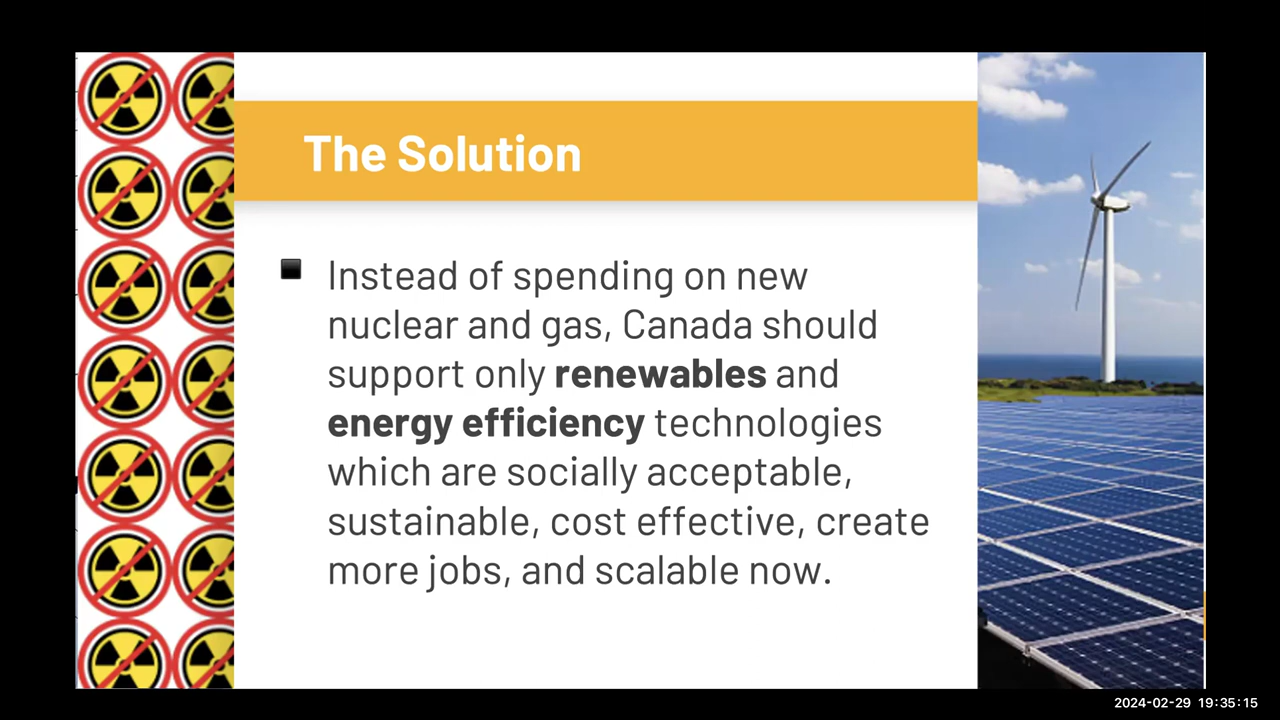 The Solution
Instead of spending on new
nuclear and gas, Canada should
support only renewables and
energy efficiency technologies
which are socially acceptable,
sustainable, cost effective, create
more jobs, and scalable now.
2024-02-29 19:35:15